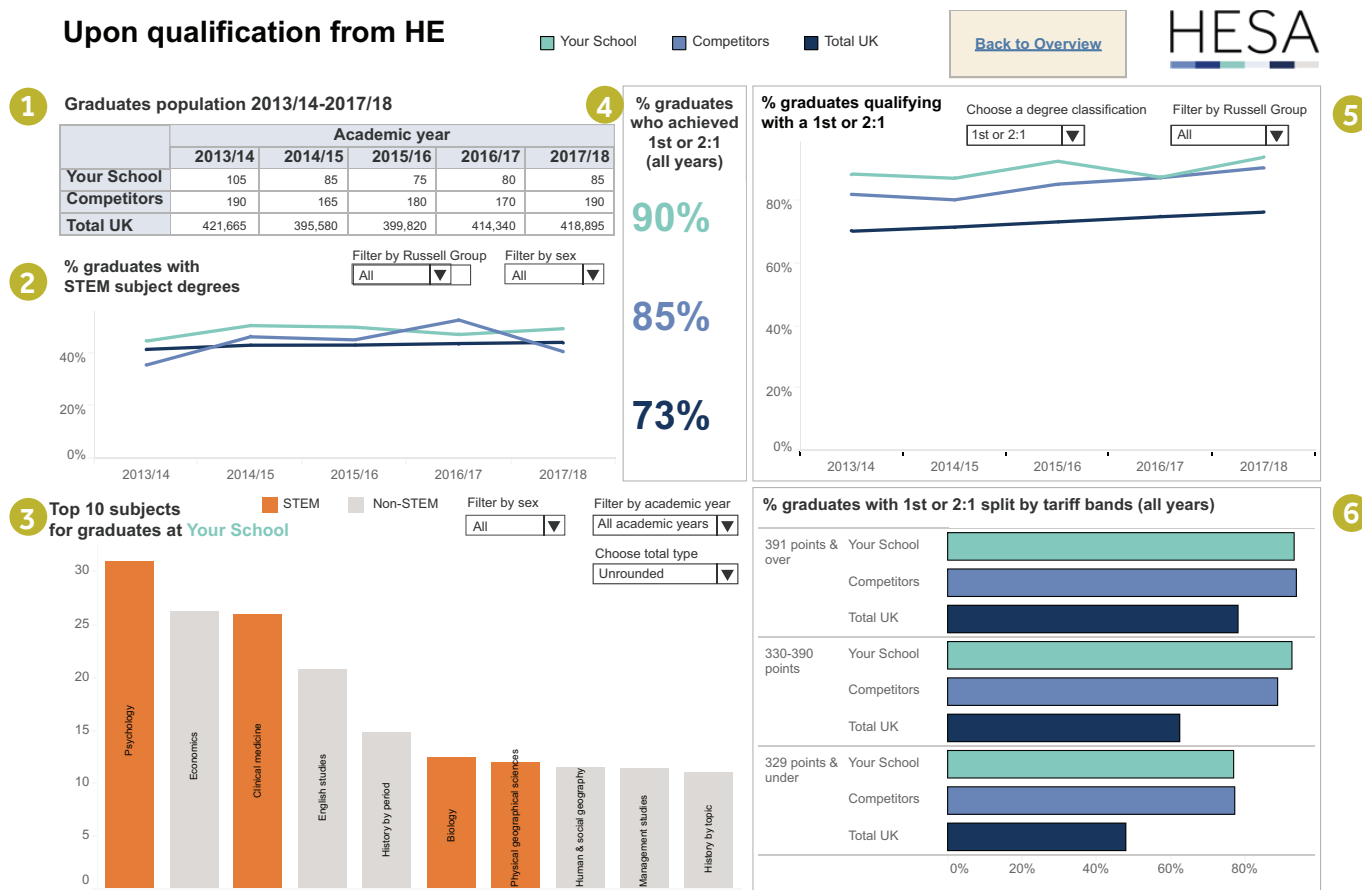 Upon qualification from HE
Your School
Competitors
Total UK
Back to Overview
HESA
1
Graduates population 2013/14-2017/18
Academic year
2013/14 2014/15 2015/16 2016/17 2017/18
Your School 105 85 75 80 85
Competitors 190 165 180 170 190
Total UK 421,665 395,580 399,820 414,340 418,895
2
% graduates with
STEM subject degrees
Filter by Russell Group
All
Filter by sex
All
40%
20%
0%
2013/14 2014/15 2015/16 2016/17 2017/18
3
Top 10 subjects
for graduates at Your School
STEM
Non-STEM
Filter by sex
All
Filter by academic year
All academic years
Choose total type
Unrounded
30
25
20
15
10
5
0
Psychology
Economics
Clinical medicine
English studies
History by period
Biology
Physical geographical sciences
Human & social geography
Management studies
History by topic
4
% graduates
who achieved
1st or 2:1
(all years)
90%
85%
73%
5
% graduates qualifying
with a 1st or 2:1
Choose a degree classification
1st or 2:1
Filter by Russell Group
All
80%
60%
40%
20%
0%
2013/14 2014/15 2015/16 2016/17 2017/18
6
% graduates with 1st or 2:1 split by tariff bands (all years)
391 points &
over
Your School
Competitors
Total UK
330-390
points
Your School
Competitors
Total UK
329 points &
under
Your School
Competitors
Total UK
0% 20% 40% 60% 80%